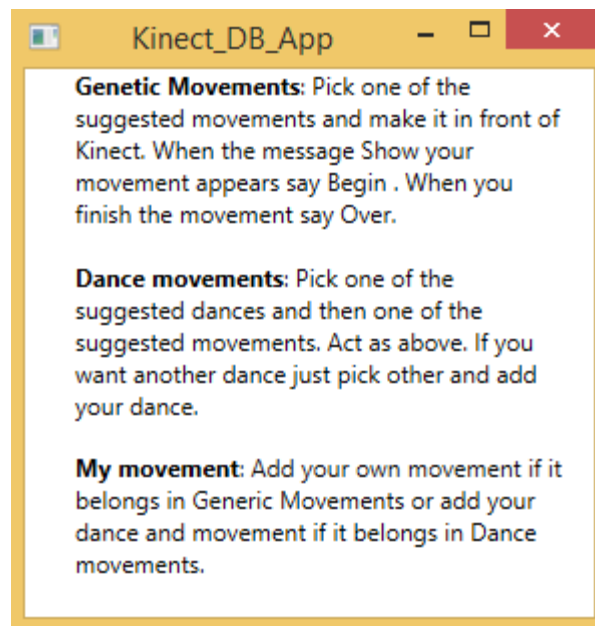 Kinect_DB_App
Genetic Movements: Pick one of the
suggested movements and make it in front of
Kinect. When the message Show your
movement appears say Begin . When you
finish the movement say Over.
Dance movements: Pick one of the
suggested dances and then one of the
suggested movements. Act as above. If you
want another dance just pick other and add
your dance.
My movement: Add your own movement if it
belongs in Generic Movements or add your
dance and movement if it belongs in Dance
movements.